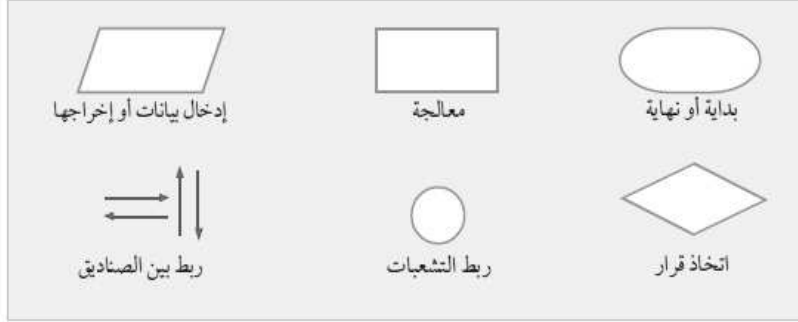 بداية أو نهاية
معالجة
إدخال بيانات أو إخراجها
اتخاذ قرار
ربط التشعبات
ربط بين الصناديق